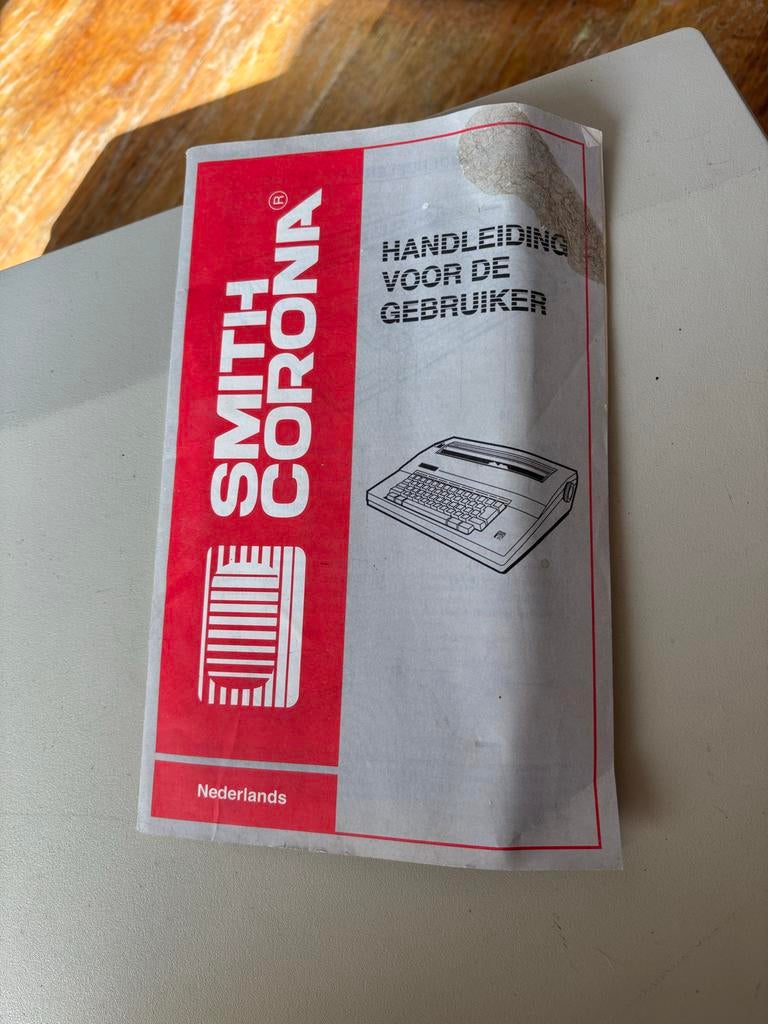 SMITH
CORONA®
HANDLEIDING
VOOR DE
GEBRUIKER
Nederlands